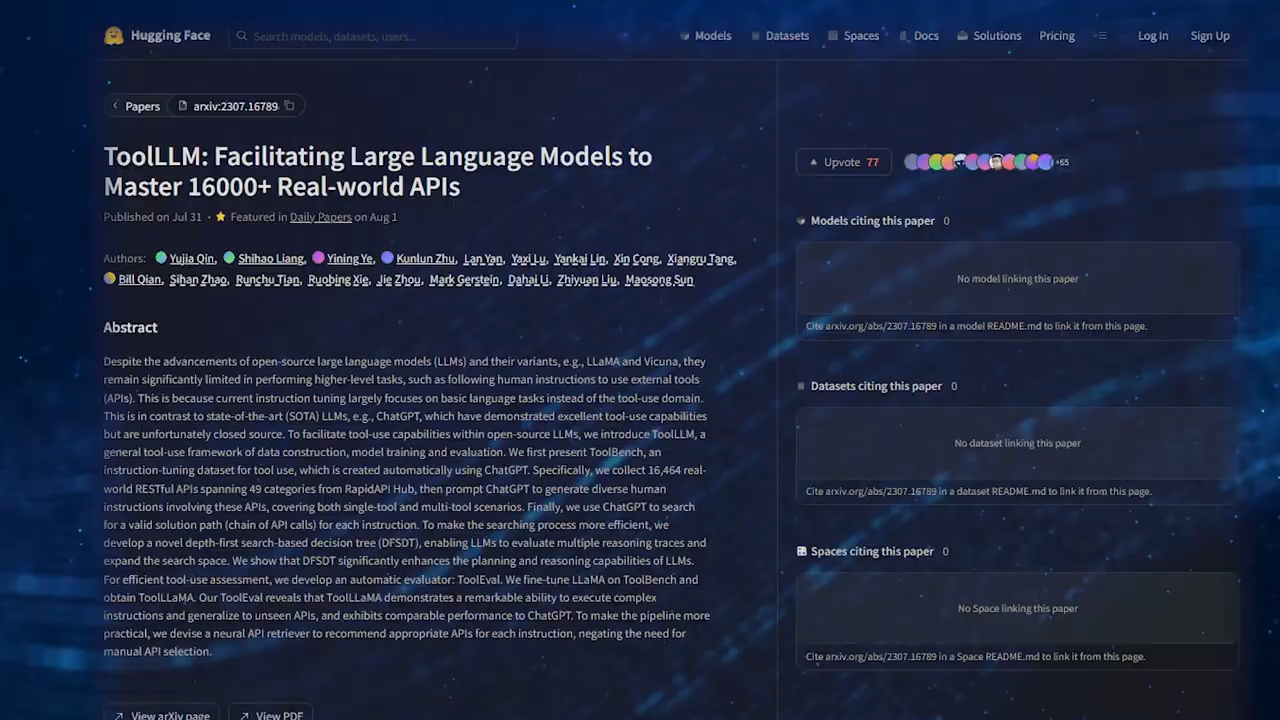 Hugging Face
Search models, datasets, users...
Models
Datasets
Spaces
Docs
Solutions
Pricing
Log In
Sign Up
Papers
arxiv:2307.16789
ToolLLM: Facilitating Large Language Models to
Master 16000+ Real-world APIs
Published on Jul 31 · Featured in Daily Papers on Aug 1
Authors: Yujia Qin, Shihao Liang, Yining Ye, Kunlun Zhu, Lan Yan, Yaxi Lu, Yankai Lin, Xin Cong, Xiangru Tang,
Bill Qian, Sihan Zhao, Runchu Tian, Ruobing Xie, Jie Zhou, Mark Gerstein, Dahai Li, Zhiyuan Liu, Maosong Sun
Abstract
Despite the advancements of open-source large language models (LLMs) and their variants, e.g., LLaMA and Vicuna, they
remain significantly limited in performing higher-level tasks, such as following human instructions to use external tools
(APIs). This is because current instruction tuning largely focuses on basic language tasks instead of the tool-use domain.
This is in contrast to state-of-the-art (SOTA) LLMs, e.g., ChatGPT, which have demonstrated excellent tool-use capabilities
but are unfortunately closed source. To facilitate tool-use capabilities within open-source LLMs, we introduce ToolLLM, a
general tool-use framework of data construction, model training and evaluation. We first present ToolBench, an
instruction-tuning dataset for tool use, which is created automatically using ChatGPT. Specifically, we collect 16,464 real-
world RESTful APIs spanning 49 categories from RapidAPI Hub, then prompt ChatGPT to generate diverse human
instructions involving these APIs, covering both single-tool and multi-tool scenarios. Finally, we use ChatGPT to search
for a valid solution path (chain of API calls) for each instruction. To make the searching process more efficient, we
develop a novel depth-first search-based decision tree (DFSDT), enabling LLMs to evaluate multiple reasoning traces and
expand the search space. We show that DFSDT significantly enhances the planning and reasoning capabilities of LLMs.
For efficient tool-use assessment, we develop an automatic evaluator: ToolEval. We fine-tune LLaMA on ToolBench and
obtain ToolLLaMA. Our ToolEval reveals that ToolLLaMA demonstrates a remarkable ability to execute complex
instructions and generalize to unseen APIs, and exhibits comparable performance to ChatGPT. To make the pipeline more
practical, we devise a neural API retriever to recommend appropriate APIs for each instruction, negating the need for
manual API selection.
View arXiv page
View PDF
Upvote 77
+65
Models citing this paper 0
No model linking this paper
Cite arxiv.org/abs/2307.16789 in a model README.md to link it from this page.
Datasets citing this paper 0
No dataset linking this paper
Cite arxiv.org/abs/2307.16789 in a dataset README.md to link it from this page.
Spaces citing this paper 0
No Space linking this paper
Cite arxiv.org/abs/2307.16789 in a Space README.md to link it from this page.